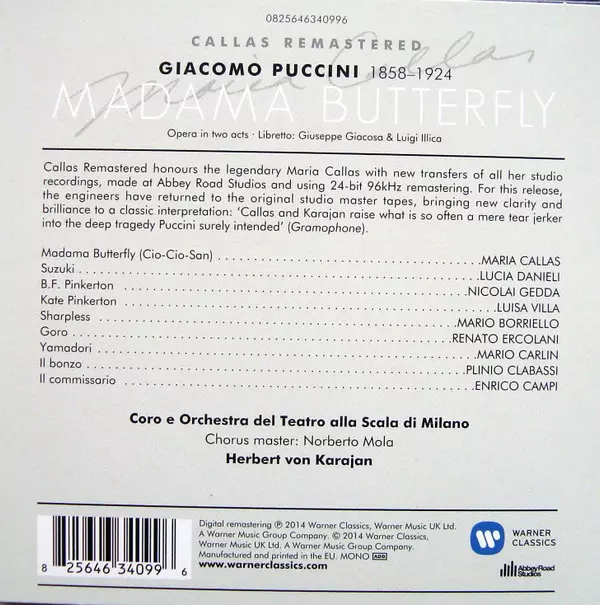 0825646340996
CALLAS REMASTERED
GIACOMO PUCCINI 1858–1924
Maria Callas
MADAMA BUTTERFLY
Opera in two acts · Libretto: Giuseppe Giacosa & Luigi Illica
Callas Remastered honours the legendary Maria Callas with new transfers of all her studio
recordings, made at Abbey Road Studios and using 24-bit 96kHz remastering. For this release,
the engineers have returned to the original studio master tapes, bringing new clarity and
brilliance to a classic interpretation: ‘Callas and Karajan raise what is so often a mere tear jerker
into the deep tragedy Puccini surely intended’ (Gramophone).
Madama Butterfly (Cio-Cio-San) MARIA CALLAS
Suzuki LUCIA DANIELI
B.F. Pinkerton NICOLAI GEDDA
Kate Pinkerton LUISA VILLA
Sharpless MARIO BORRIELLO
Goro RENATO ERCOLANI
Yamadori MARIO CARLIN
Il bonzo PLINIO CLABASSI
Il commissario ENRICO CAMPI
Coro e Orchestra del Teatro alla Scala di Milano
Chorus master: Norberto Mola
Herbert von Karajan
Digital remastering ℗ 2014 Warner Classics, Warner Music UK Ltd.
A Warner Music Group Company. © 2014 Warner Classics, Warner
Music UK Ltd. A Warner Music Group Company.
Manufactured and printed in the EU. MONO ADD
www.warnerclassics.com
8 25646 34099 6
WARNER
CLASSICS
Abbey Road
Studios